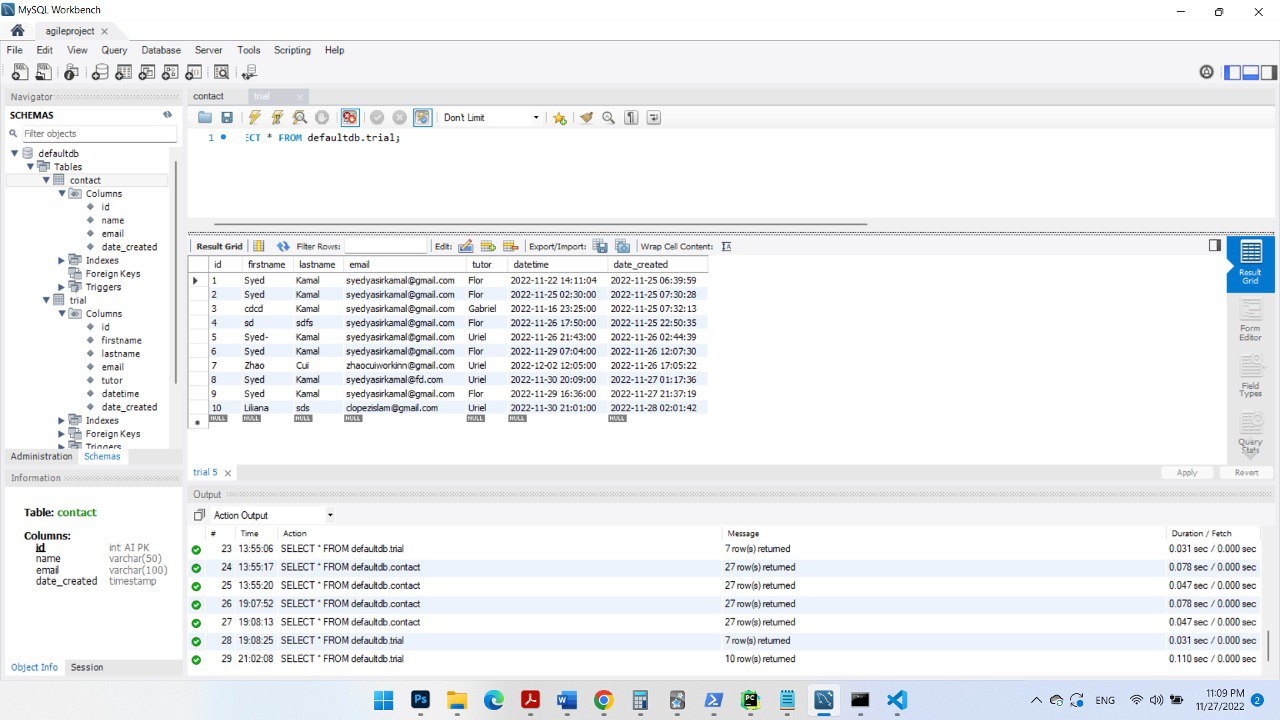 MySQL Workbench
agileproject
File Edit View Query Database Server Tools Scripting Help
Navigator
SCHEMAS
Filter objects
defaultdb
Tables
contact
Columns
id
name
email
date_created
Indexes
Foreign Keys
Triggers
trial
Columns
id
firstname
lastname
email
tutor
datetime
date_created
Indexes
Foreign Keys
Triggers
Administration Schemas
Information
Table: contact
Columns:
id int AI PK
name varchar(50)
email varchar(100)
date_created timestamp
Object Info Session
contact trial
Don't Limit
1 ECT * FROM defaultdb.trial;
Result Grid Filter Rows: Edit: Export/Import: Wrap Cell Content:
id firstname lastname email tutor datetime date_created
1 Syed Kamal syedyasirkamal@gmail.com Flor 2022-11-22 14:11:04 2022-11-25 06:39:59
2 Syed Kamal syedyasirkamal@gmail.com Flor 2022-11-25 02:30:00 2022-11-25 07:30:28
3 cdcd Kamal syedyasirkamal@gmail.com Gabriel 2022-11-16 23:25:00 2022-11-25 07:32:13
4 sd sdfs syedyasirkamal@gmail.com Flor 2022-11-26 17:50:00 2022-11-25 22:50:35
5 Syed- Kamal syedyasirkamal@gmail.com Uriel 2022-11-26 21:43:00 2022-11-26 02:44:39
6 Syed Kamal syedyasirkamal@gmail.com Flor 2022-11-29 07:04:00 2022-11-26 12:07:30
7 Zhao Cui zhaocuiworkinn@gmail.com Uriel 2022-12-02 12:05:00 2022-11-26 17:05:22
8 Syed Kamal syedyasirkamal@fd.com Uriel 2022-11-30 20:09:00 2022-11-27 01:17:36
9 Syed Kamal syedyasirkamal@gmail.com Flor 2022-11-29 16:36:00 2022-11-27 21:37:19
10 Liliana sds clopezislam@gmail.com Uriel 2022-11-30 21:01:00 2022-11-28 02:01:42
NULL NULL NULL NULL NULL NULL NULL
Result Grid
Form Editor
Field Types
Query Stats
trial 5
Apply Revert
Output
Action Output
# Time Action Message Duration / Fetch
23 13:55:06 SELECT * FROM defaultdb.trial 7 row(s) returned 0.031 sec / 0.000 sec
24 13:55:17 SELECT * FROM defaultdb.contact 27 row(s) returned 0.078 sec / 0.000 sec
25 13:55:20 SELECT * FROM defaultdb.contact 27 row(s) returned 0.047 sec / 0.000 sec
26 19:07:52 SELECT * FROM defaultdb.contact 27 row(s) returned 0.078 sec / 0.000 sec
27 19:08:13 SELECT * FROM defaultdb.contact 27 row(s) returned 0.047 sec / 0.000 sec
28 19:08:25 SELECT * FROM defaultdb.trial 7 row(s) returned 0.031 sec / 0.000 sec
29 21:02:08 SELECT * FROM defaultdb.trial 10 row(s) returned 0.110 sec / 0.000 sec
ENG
11:09 PM
11/27/2022
2